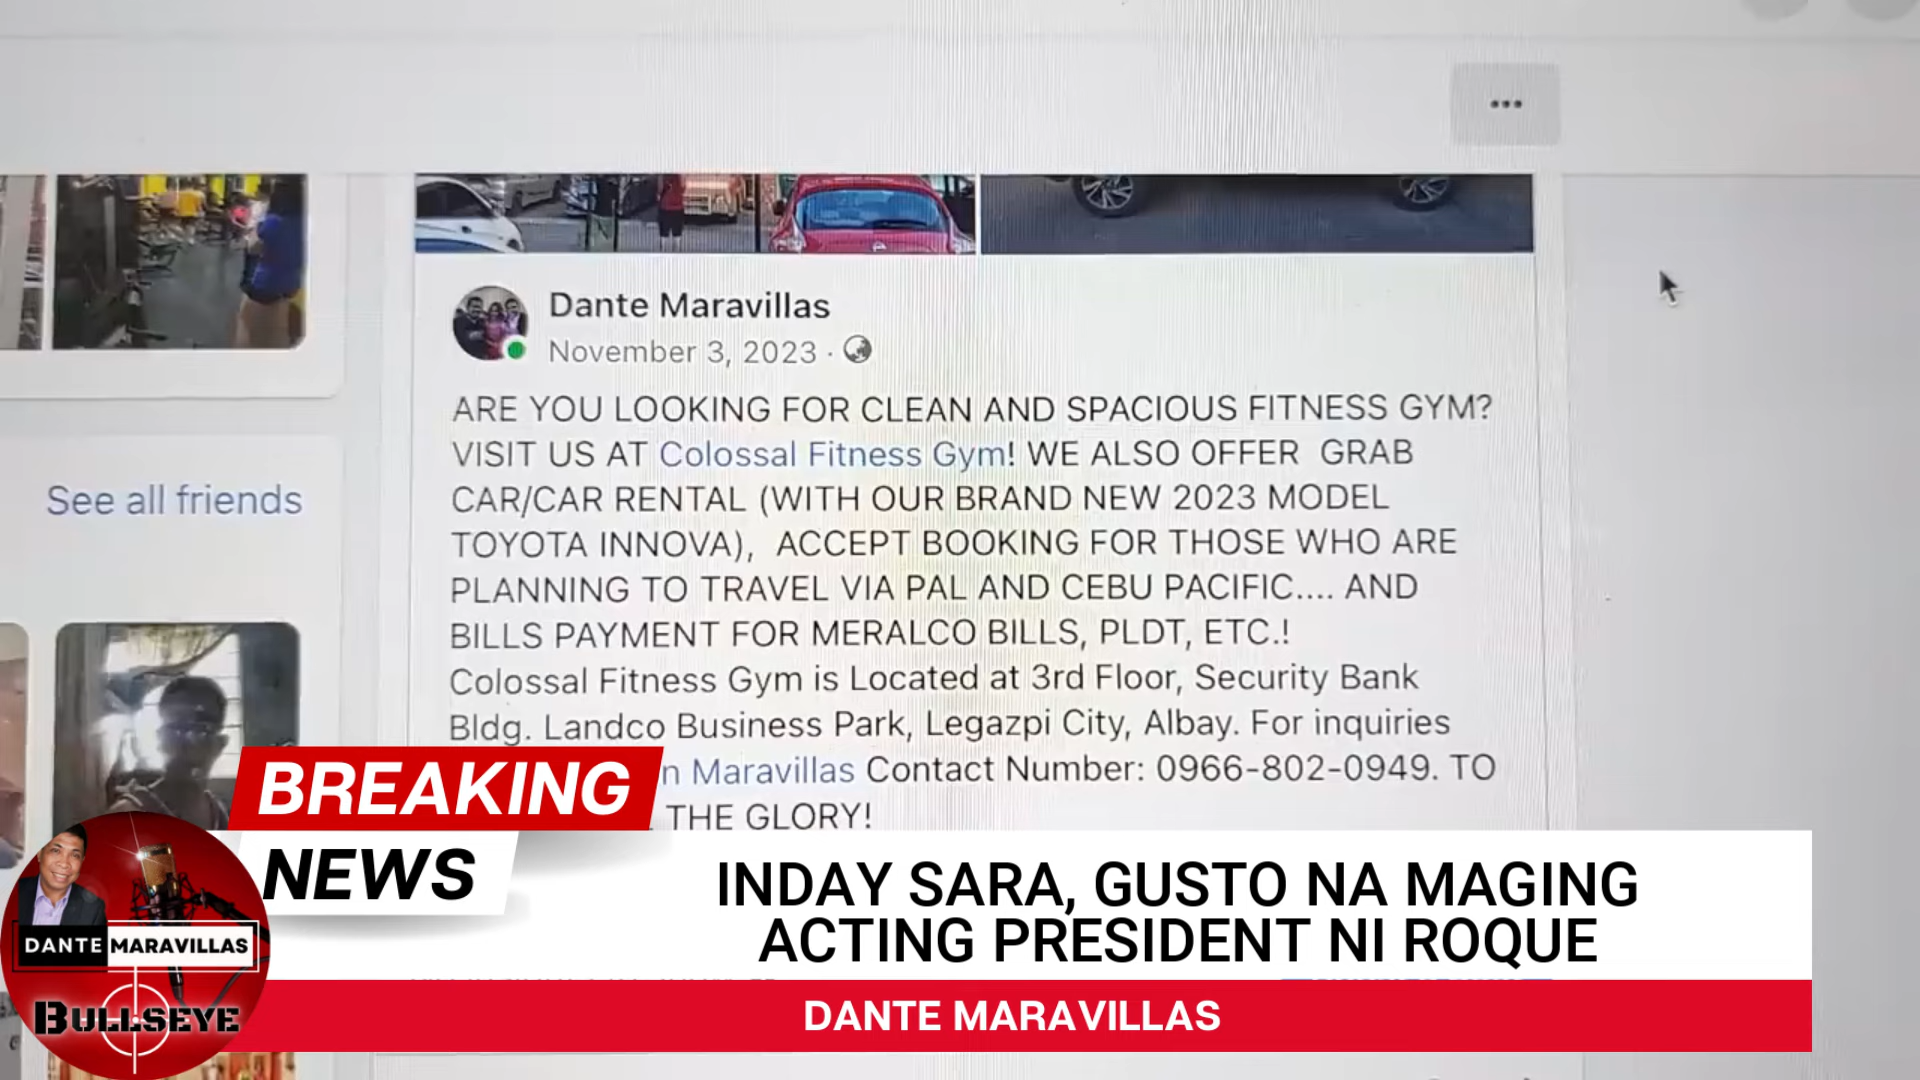 ...
Dante Maravillas
November 3, 2023
ARE YOU LOOKING FOR CLEAN AND SPACIOUS FITNESS GYM?
VISIT US AT Colossal Fitness Gym! WE ALSO OFFER GRAB
CAR/CAR RENTAL (WITH OUR BRAND NEW 2023 MODEL
TOYOTA INNOVA), ACCEPT BOOKING FOR THOSE WHO ARE
PLANNING TO TRAVEL VIA PAL AND CEBU PACIFIC.... AND
BILLS PAYMENT FOR MERALCO BILLS, PLDT, ETC.!
Colossal Fitness Gym is Located at 3rd Floor, Security Bank
Bldg. Landco Business Park, Legazpi City, Albay. For inquiries
Maravillas Contact Number: 0966-802-0949. TO
THE GLORY!
See all friends
BREAKING
NEWS
INDAY SARA, GUSTO NA MAGING
ACTING PRESIDENT NI ROQUE
DANTE MARAVILLAS
DANTE MARAVILLAS
BULLSEYE